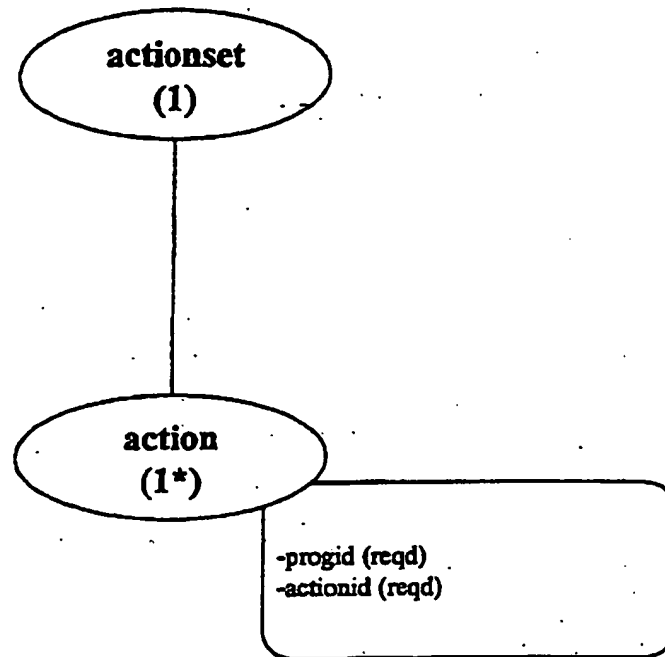 actionset
(1)
action
(1*)
-progid (reqd)
-actionid (reqd)